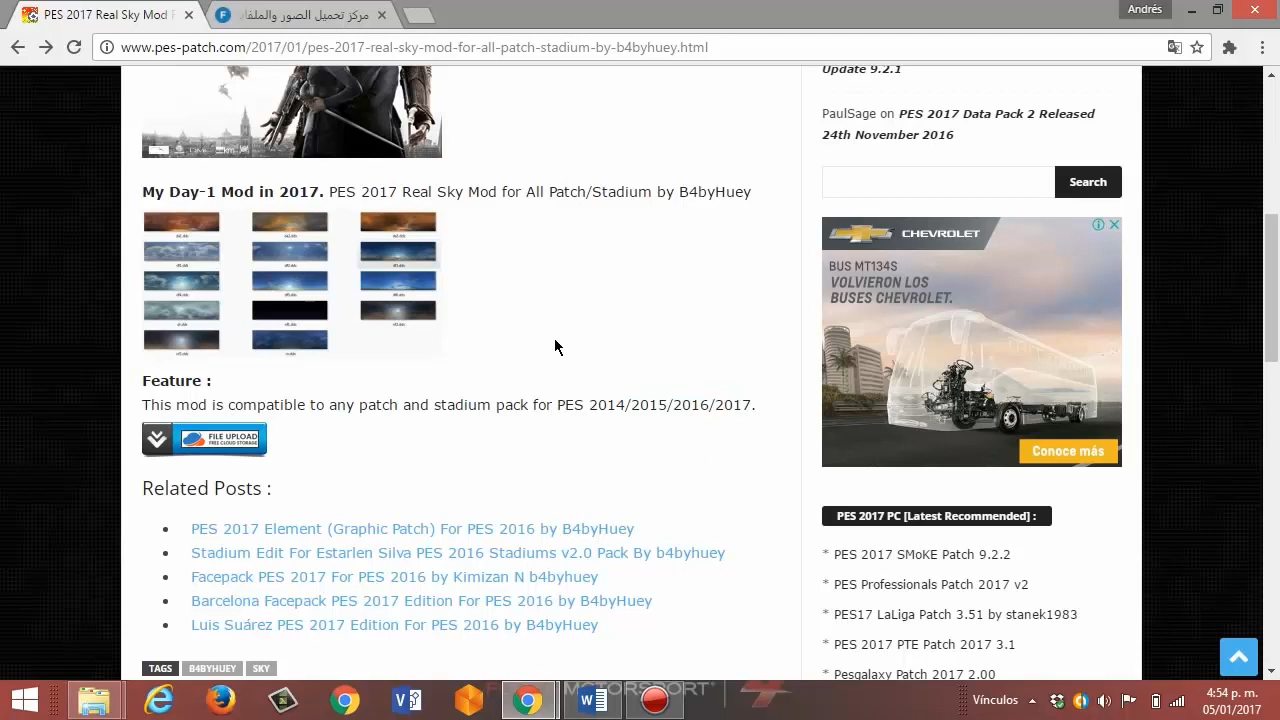 PES 2017 Real Sky Mod F
مركز تحميل الصور والملفا
Andrés
www.pes-patch.com/2017/01/pes-2017-real-sky-mod-for-all-patch-stadium-by-b4byhuey.html
Update 9.2.1
PaulSage on PES 2017 Data Pack 2 Released
24th November 2016
Search
My Day-1 Mod in 2017. PES 2017 Real Sky Mod for All Patch/Stadium by B4byHuey
CHEVROLET
BUS MT134S
VOLVIERON LOS
BUSES CHEVROLET.
Conoce más
Feature :
This mod is compatible to any patch and stadium pack for PES 2014/2015/2016/2017.
FILE UPLOAD
FREE CLOUD STORAGE
Related Posts :
PES 2017 Element (Graphic Patch) For PES 2016 by B4byHuey
Stadium Edit For Estarlen Silva PES 2016 Stadiums v2.0 Pack By b4byhuey
Facepack PES 2017 For PES 2016 by Kimizan N b4byhuey
Barcelona Facepack PES 2017 Edition For PES 2016 by B4byHuey
Luis Suárez PES 2017 Edition For PES 2016 by B4byHuey
TAGS B4BYHUEY SKY
PES 2017 PC [Latest Recommended] :
* PES 2017 SMoKE Patch 9.2.2
* PES Professionals Patch 2017 v2
* PES17 LaLiga Patch 3.51 by stanek1983
* PES 2017 PTE Patch 2017 3.1
* Pesgalaxy Patch 2017 2.00
Vínculos
4:54 p. m.
05/01/2017